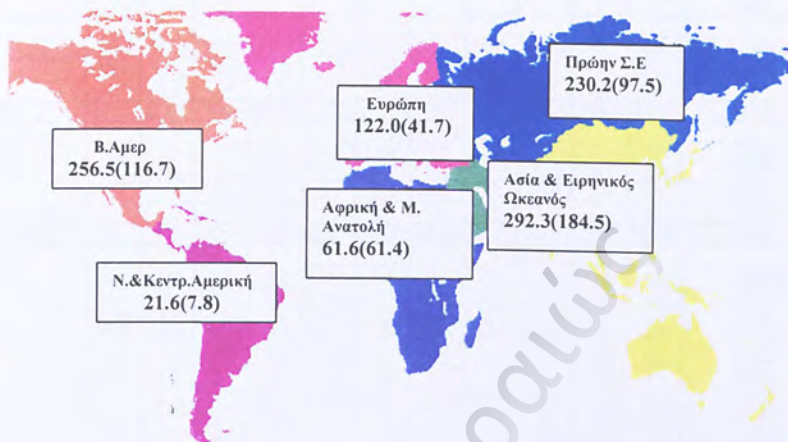 Πρώην Σ.Ε
230.2(97.5)
Ευρώπη
122.0(41.7)
Β.Αμερ
256.5(116.7)
Ασία & Ειρηνικός
Ωκεανός
292.3(184.5)
Αφρική & Μ.
Ανατολή
61.6(61.4)
Ν.&Κεντρ.Αμερική
21.6(7.8)